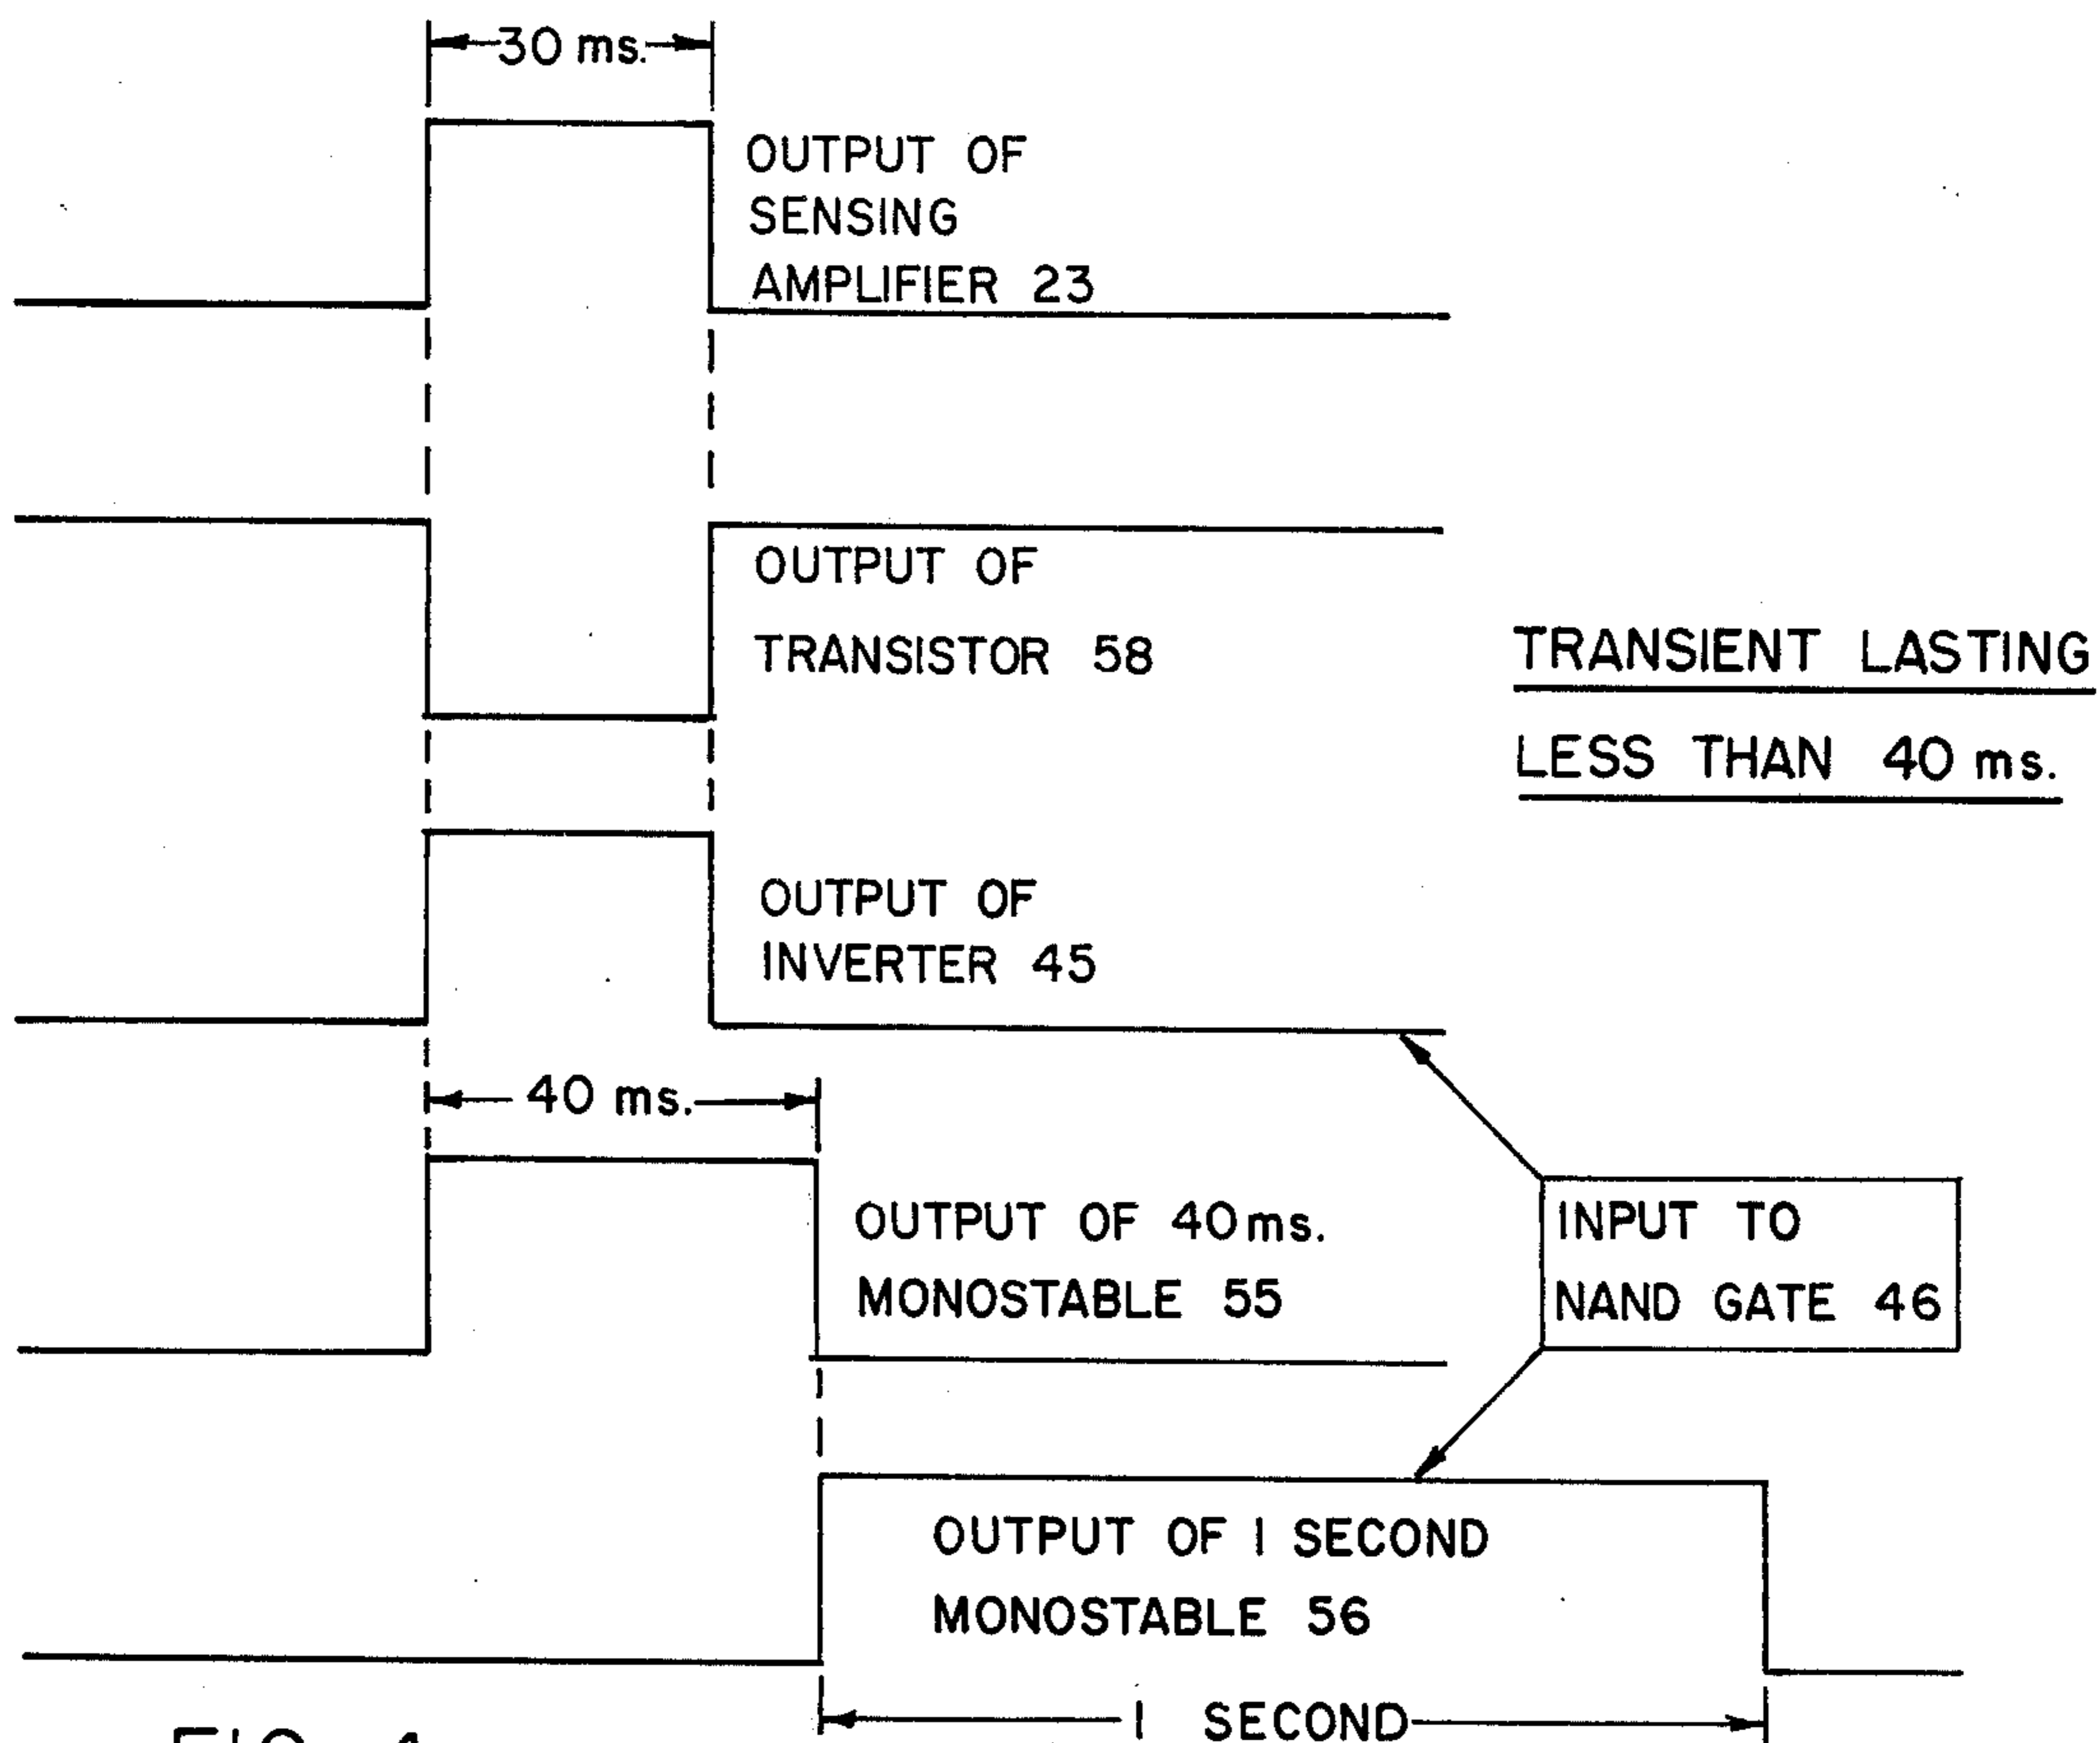 30 ms.
OUTPUT OF
SENSING
AMPLIFIER 23
OUTPUT OF
TRANSISTOR 58
TRANSIENT LASTING
LESS THAN 40 ms.
OUTPUT OF
INVERTER 45
40 ms.
OUTPUT OF 40 ms.
MONOSTABLE 55
INPUT TO
NAND GATE 46
OUTPUT OF 1 SECOND
MONOSTABLE 56
1 SECOND